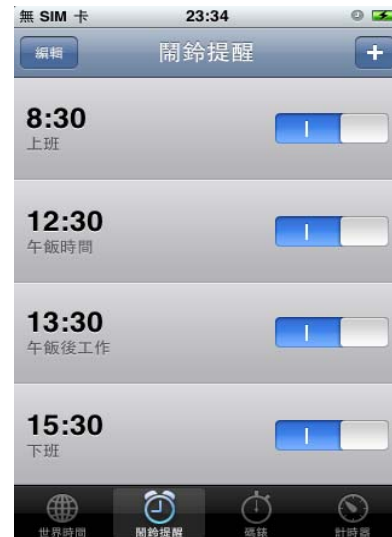 無 SIM 卡 23:34
編輯 鬧鈴提醒 +
8:30
上班
12:30
午飯時間
13:30
午飯後工作
15:30
下班
世界時間 鬧鈴提醒 碼錶 計時器